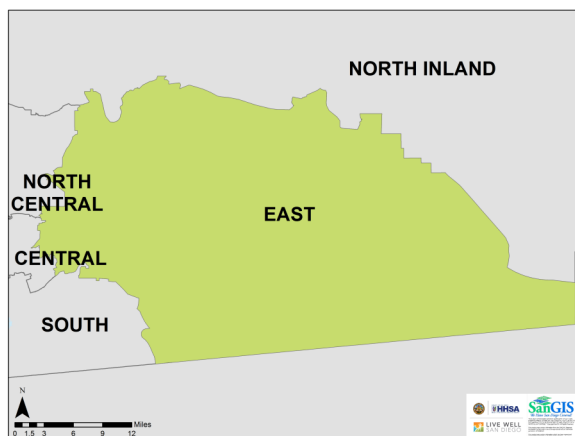 NORTH INLAND
NORTH
CENTRAL
EAST
CENTRAL
SOUTH
N
Miles
0 1.5 3 6 9 12
HHSA
SanGIS
LIVE WELL
SAN DIEGO